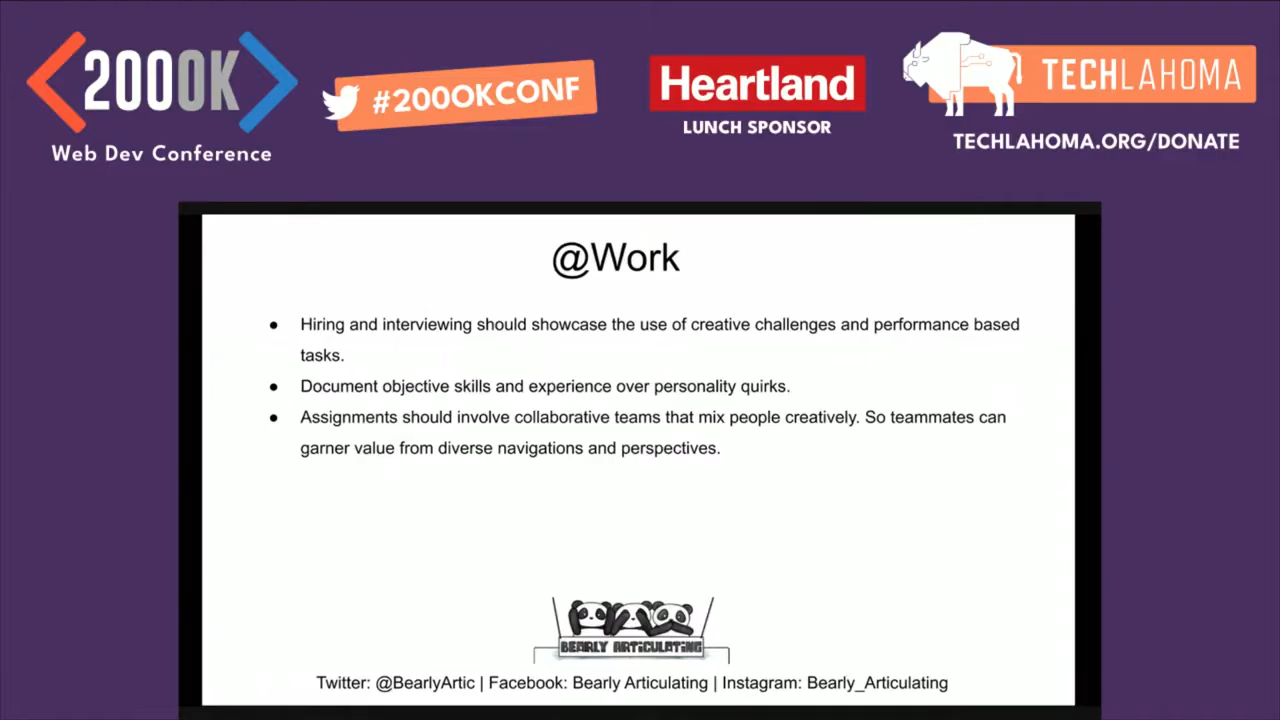 200OK
Web Dev Conference
#200OKCONF
Heartland
LUNCH SPONSOR
TECHLAHOMA
TECHLAHOMA.ORG/DONATE
@Work
● Hiring and interviewing should showcase the use of creative challenges and performance based
tasks.
● Document objective skills and experience over personality quirks.
● Assignments should involve collaborative teams that mix people creatively. So teammates can
garner value from diverse navigations and perspectives.
BEARLY ARTiCULATiNG
Twitter: @BearlyArtic | Facebook: Bearly Articulating | Instagram: Bearly_Articulating